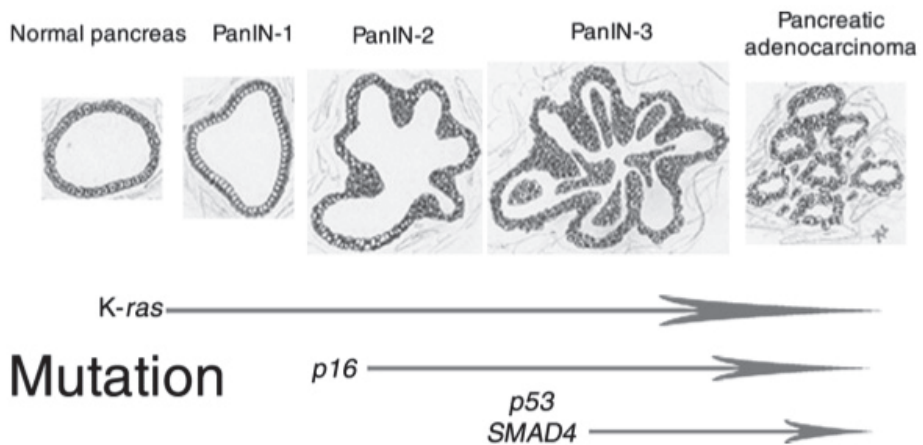 Normal pancreas PanIN-1 PanIN-2 PanIN-3 Pancreatic
adenocarcinoma
K-ras
Mutation
p16
p53
SMAD4